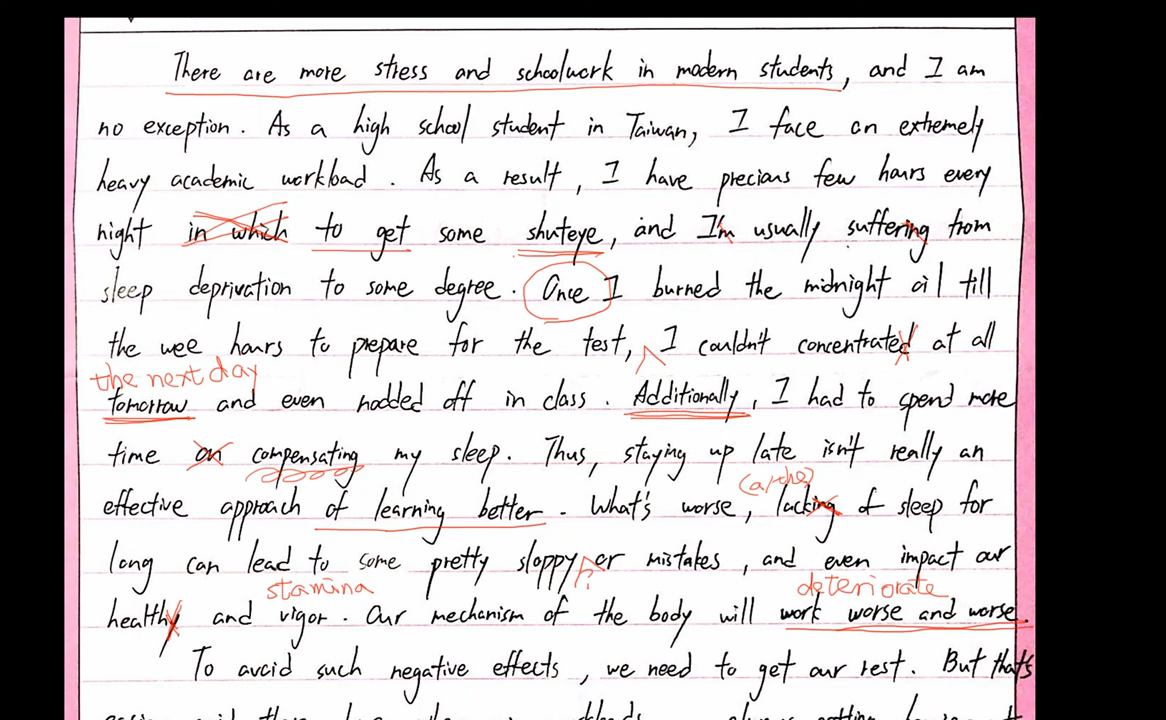 There are more stress and schoolwork in modern students, and I am
no exception. As a high school student in Taiwan, I face an extremely
heavy academic workload. As a result, I have precious few hours every
night in which to get some shuteye, and I'm usually suffering from
sleep deprivation to some degree. Once I burned the midnight oil till
the wee hours to prepare for the test, I couldn't concentrated at all
the next day
tomorrow and even nodded off in class. Additionally, I had to spend more
time on compensating my sleep. Thus, staying up late isn't really an
effective approach of learning better. What's worse, lacking of sleep for
long can lead to some pretty sloppy or mistakes, and even impact our
stamina deteriorate
healthy and vigor. Our mechanism of the body will work worse and worse.
To avoid such negative effects, we need to get our rest. But that's